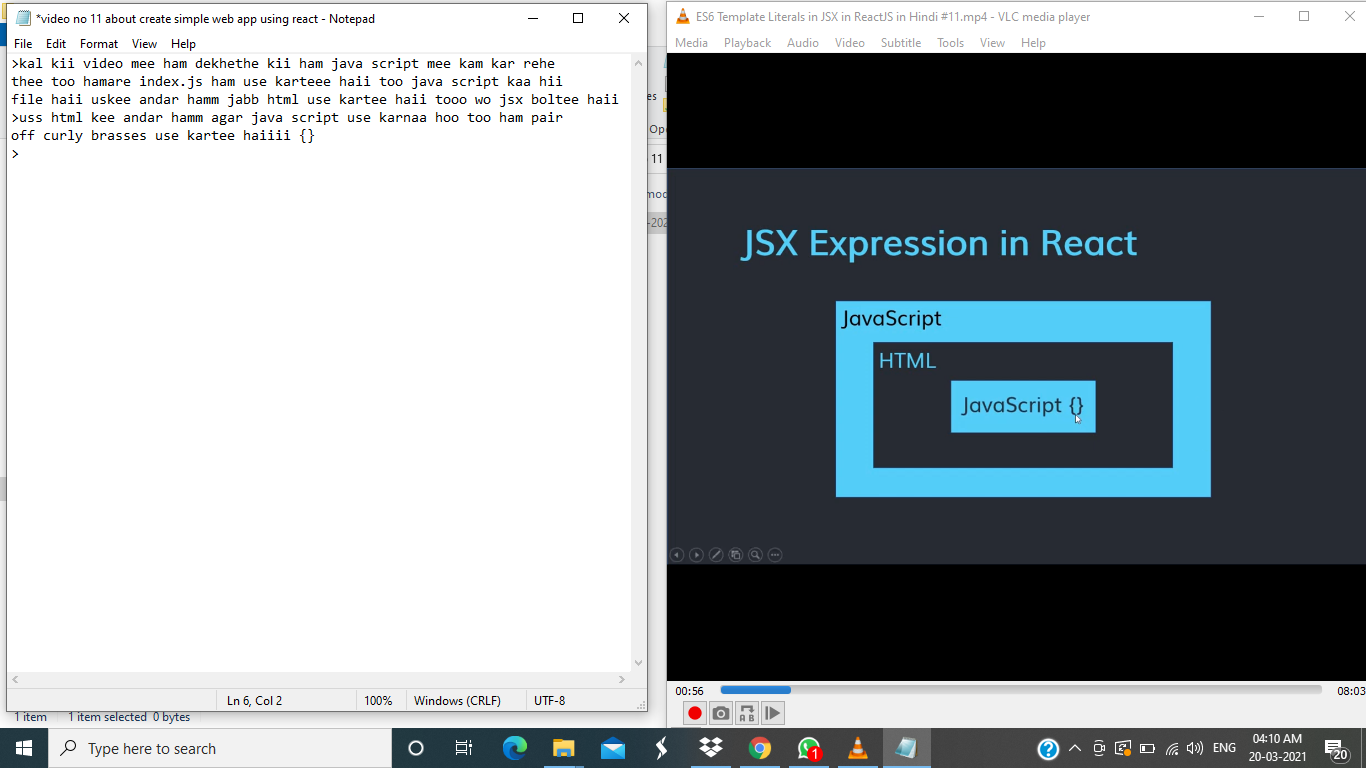 *video no 11 about create simple web app using react - Notepad
File Edit Format View Help
>kal kii video mee ham dekhethe kii ham java script mee kam kar rehe
thee too hamare index.js ham use karteee haii too java script kaa hii
file haii uskee andar hamm jabb html use kartee haii tooo wo jsx boltee haii
>uss html kee andar hamm agar java script use karnaa hoo too ham pair
off curly brasses use kartee haiiii {}
>
Ln 6, Col 2 100% Windows (CRLF) UTF-8
1 item 1 item selected 0 bytes
es
Ope
11
mod
-202
ES6 Template Literals in JSX in ReactJS in Hindi #11.mp4 - VLC media player
Media Playback Audio Video Subtitle Tools View Help
JSX Expression in React
JavaScript
HTML
JavaScript {}
00:56 08:03
A B
Type here to search
1
ENG
04:10 AM
20-03-2021
20